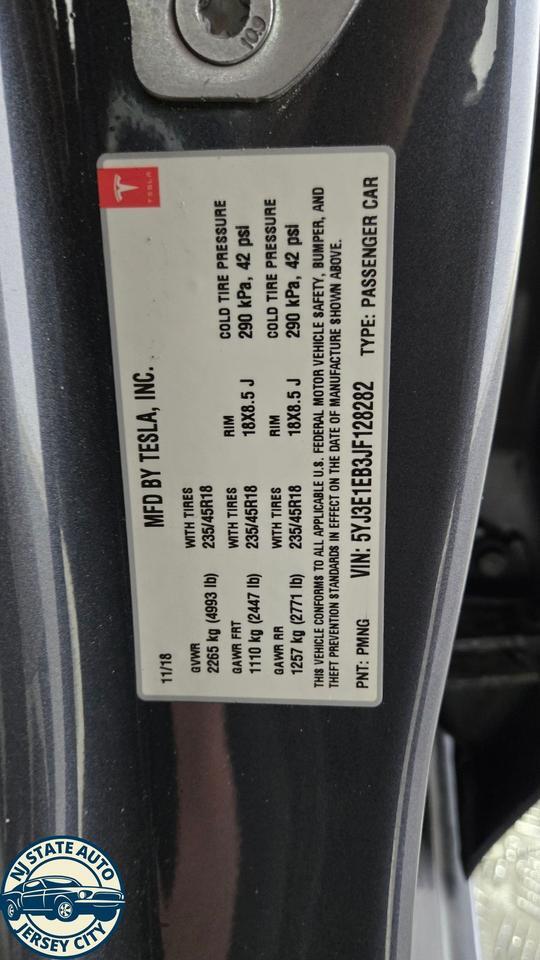 10.9
TESLA
MFD BY TESLA, INC.
11/18
GVWR WITH TIRES
2265 kg (4993 lb) 235/45R18
GAWR FRT WITH TIRES RIM COLD TIRE PRESSURE
1110 kg (2447 lb) 235/45R18 18X8.5 J 290 kPa, 42 psi
GAWR RR WITH TIRES RIM COLD TIRE PRESSURE
1257 kg (2771 lb) 235/45R18 18X8.5 J 290 kPa, 42 psi
THIS VEHICLE CONFORMS TO ALL APPLICABLE U.S. FEDERAL MOTOR VEHICLE SAFETY, BUMPER, AND
THEFT PREVENTION STANDARDS IN EFFECT ON THE DATE OF MANUFACTURE SHOWN ABOVE.
PNT: PMNG VIN: 5YJ3E1EB3JF128282 TYPE: PASSENGER CAR
NJ STATE AUTO
JERSEY CITY